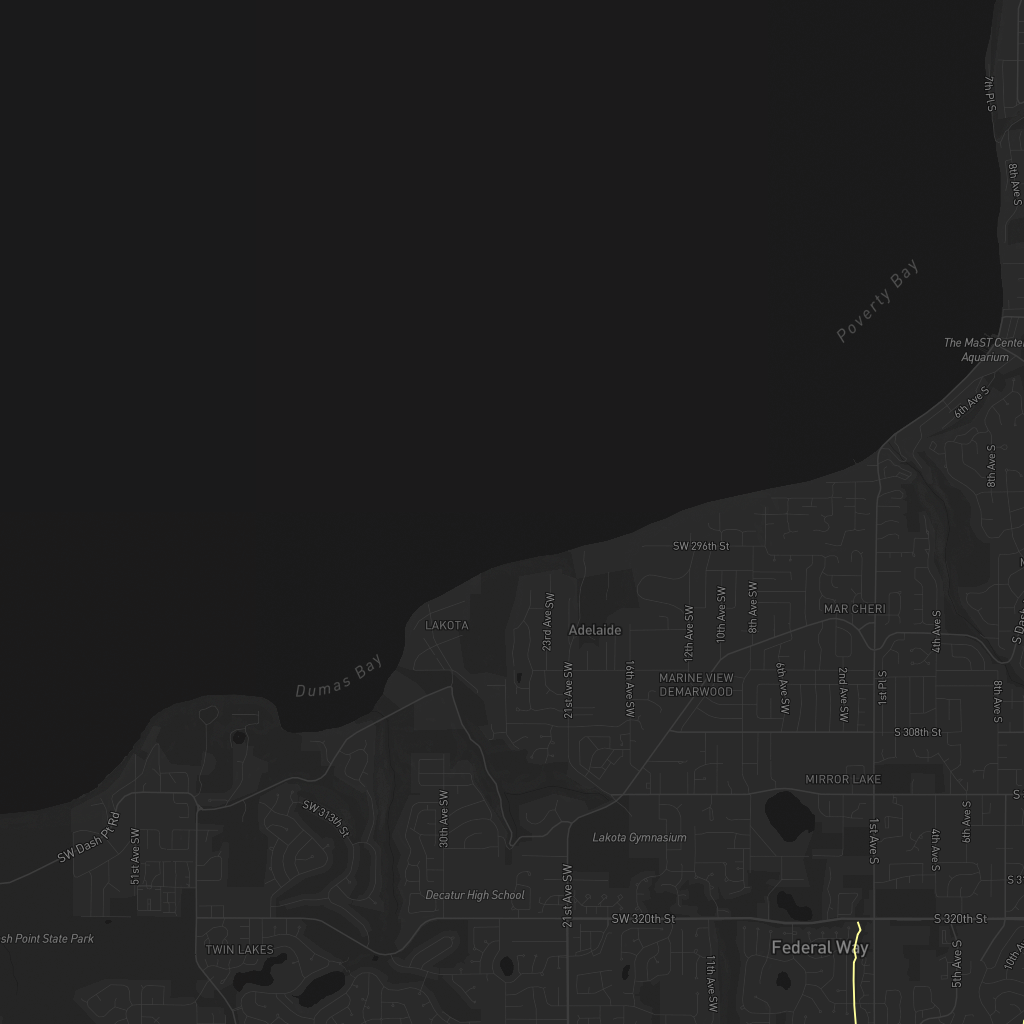 7th Pl S
8th Ave S
Poverty Bay
The MaST Center
Aquarium
6th Ave S
8th Ave S
SW 296th St
LAKOTA
23rd Ave SW
Adelaide
12th Ave SW
10th Ave SW
8th Ave SW
MAR CHERI
4th Ave S
S Dash
Dumas Bay
21st Ave SW
16th Ave SW
MARINE VIEW
DEMARWOOD
6th Ave SW
2nd Ave SW
1st Pl S
8th Ave S
S 308th St
MIRROR LAKE
S
SW Dash Pt Rd
51st Ave SW
SW 313th St
30th Ave SW
Lakota Gymnasium
1st Ave S
4th Ave S
6th Ave S
S 31
Decatur High School
21st Ave SW
SW 320th St
S 320th St
sh Point State Park
TWIN LAKES
Federal Way
11th Ave SW
5th Ave S
10th A